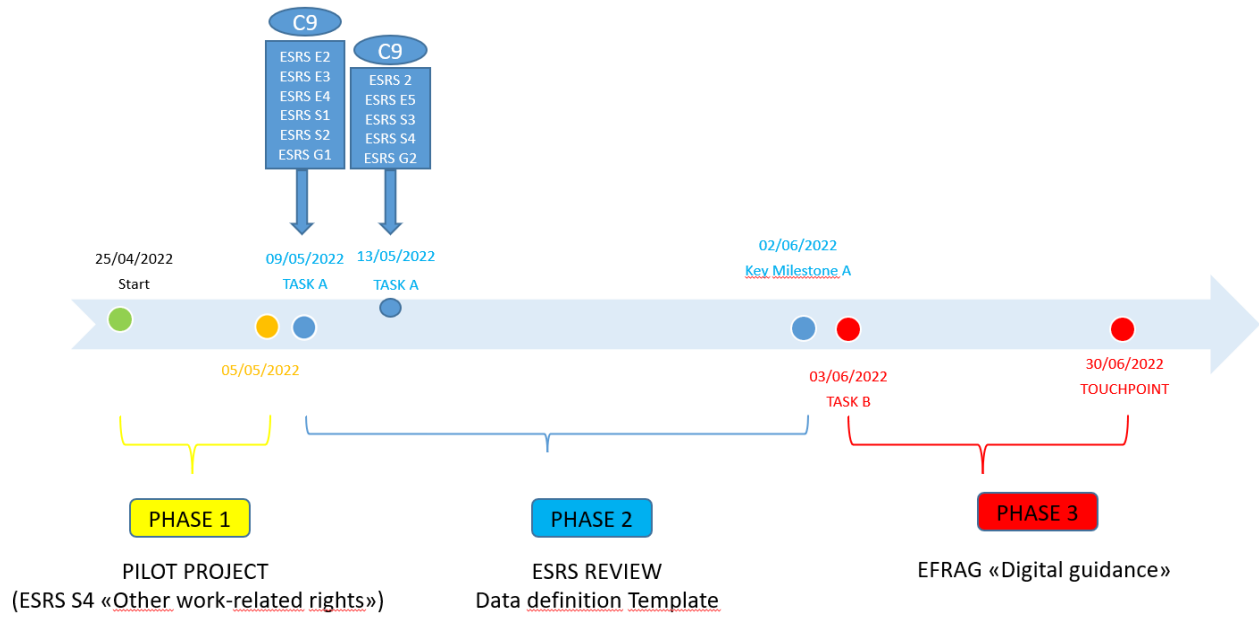 C9
ESRS E2
ESRS E3
ESRS E4
ESRS S1
ESRS S2
ESRS G1
C9
ESRS 2
ESRS E5
ESRS S3
ESRS S4
ESRS G2
25/04/2022
Start
09/05/2022
TASK A
13/05/2022
TASK A
02/06/2022
Key Milestone A
05/05/2022
03/06/2022
TASK B
30/06/2022
TOUCHPOINT
PHASE 1
PILOT PROJECT
(ESRS S4 «Other work-related rights»)
PHASE 2
ESRS REVIEW
Data definition Template
PHASE 3
EFRAG «Digital guidance»